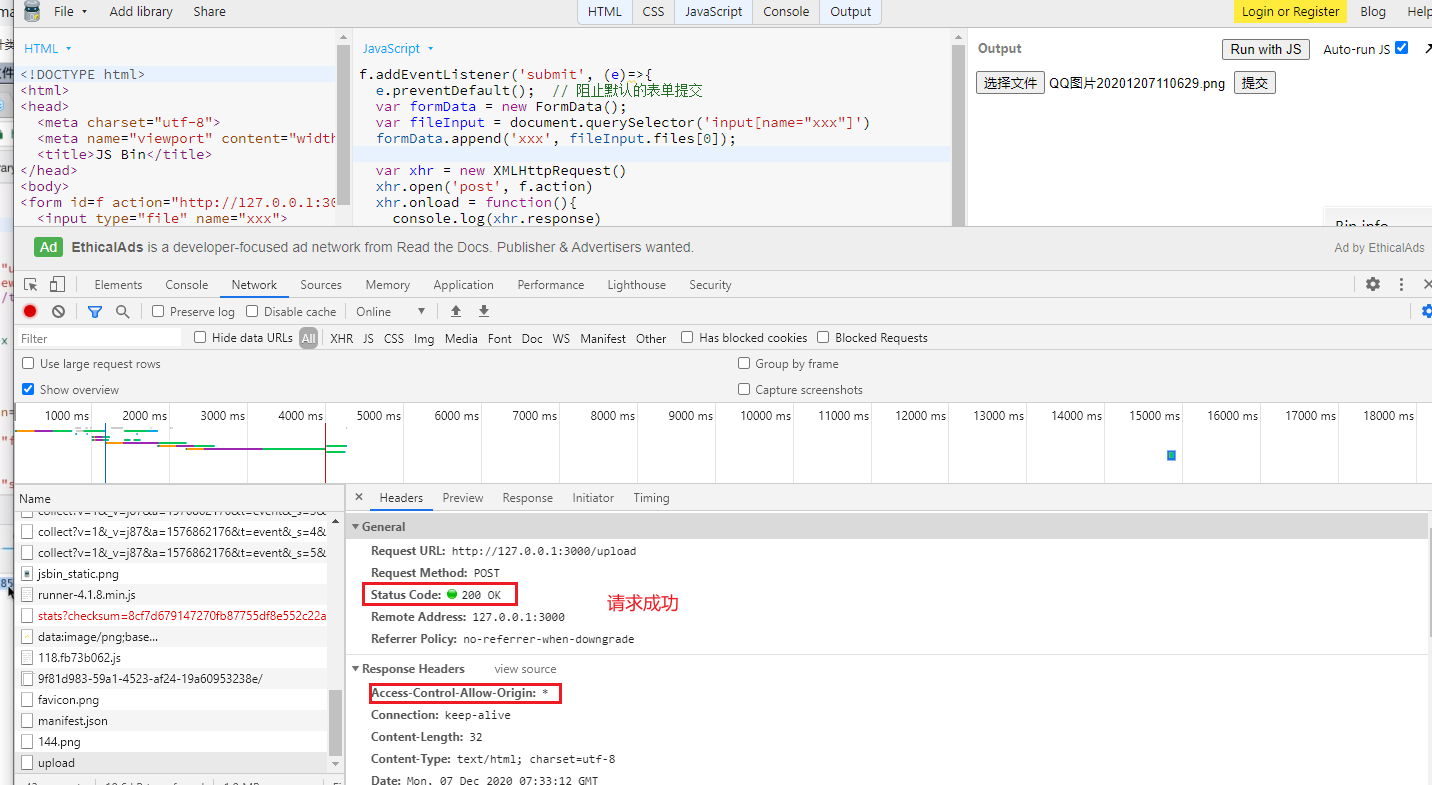 File Add library Share HTML CSS JavaScript Console Output Login or Register Blog Help
HTML JavaScript Output Run with JS Auto-run JS
<!DOCTYPE html>
<html>
<head>
<meta charset="utf-8">
<meta name="viewport" content="width
<title>JS Bin</title>
</head>
<body>
<form id=f action="http://127.0.0.1:30
<input type="file" name="xxx">
f.addEventListener('submit', (e)=>{
e.preventDefault(); // 阻止默认的表单提交
var formData = new FormData();
var fileInput = document.querySelector('input[name="xxx"]')
formData.append('xxx', fileInput.files[0]);
var xhr = new XMLHttpRequest()
xhr.open('post', f.action)
xhr.onload = function(){
console.log(xhr.response)
选择文件 QQ图片20201207110629.png 提交
Bin info
Ad EthicalAds is a developer-focused ad network from Read the Docs. Publisher & Advertisers wanted. Ad by EthicalAds
Elements Console Network Sources Memory Application Performance Lighthouse Security
Preserve log Disable cache Online
Filter Hide data URLs All XHR JS CSS Img Media Font Doc WS Manifest Other Has blocked cookies Blocked Requests
Use large request rows Group by frame
Show overview Capture screenshots
1000 ms 2000 ms 3000 ms 4000 ms 5000 ms 6000 ms 7000 ms 8000 ms 9000 ms 10000 ms 11000 ms 12000 ms 13000 ms 14000 ms 15000 ms 16000 ms 17000 ms 18000 ms
Name
collect?v=1&_v=j87&a=1576862176&t=event&_s=3&
collect?v=1&_v=j87&a=1576862176&t=event&_s=4&
collect?v=1&_v=j87&a=1576862176&t=event&_s=5&
jsbin_static.png
runner-4.1.8.min.js
stats?checksum=8cf7d679147270fb87755df8e552c22a
data:image/png;base...
118.fb73b062.js
9f81d983-59a1-4523-af24-19a60953238e/
favicon.png
manifest.json
144.png
upload
Headers Preview Response Initiator Timing
General
Request URL: http://127.0.0.1:3000/upload
Request Method: POST
Status Code: 200 OK
请求成功
Remote Address: 127.0.0.1:3000
Referrer Policy: no-referrer-when-downgrade
Response Headers view source
Access-Control-Allow-Origin: *
Connection: keep-alive
Content-Length: 32
Content-Type: text/html; charset=utf-8
Date: Mon, 07 Dec 2020 07:33:12 GMT